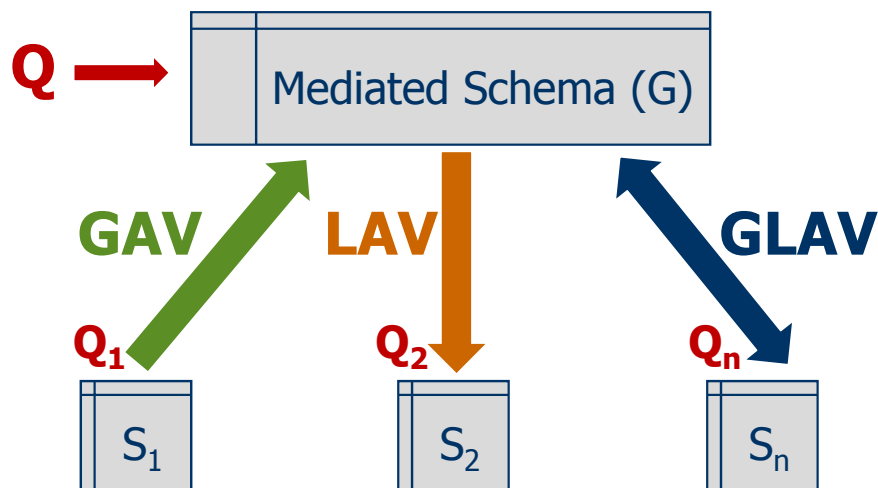 Q
Mediated Schema (G)
GAV
LAV
GLAV
Q₁
Q₂
Qₙ
S₁
S₂
Sₙ